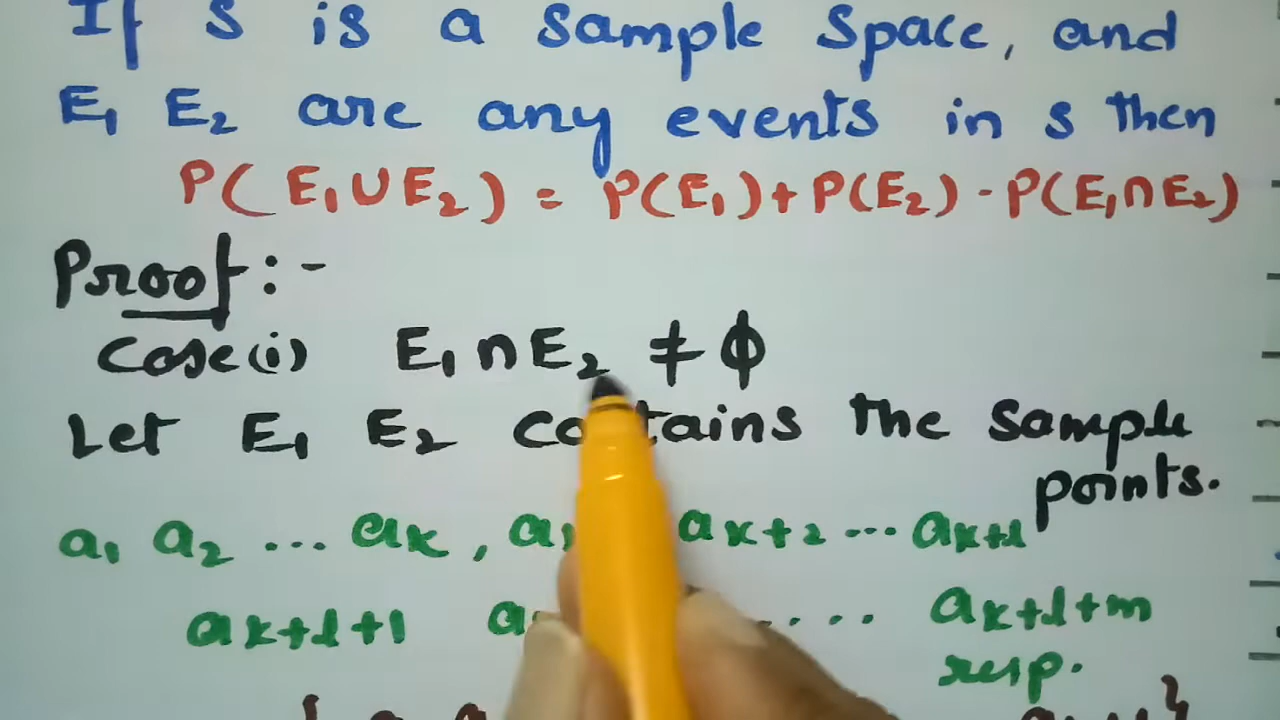 If S is a Sample Space, and
E₁ E₂ are any events in S then
P(E₁∪E₂) = P(E₁)+P(E₂)-P(E₁∩E₂)
Proof:-
Case(i) E₁∩E₂ ≠ ϕ
Let E₁ E₂ the Sample
points.
a₁ a₂ ... aₖ, aₖ₊₂ ... aₖ₊ₗ
aₖ₊ₗ₊₁ .... aₖ₊ₗ₊ₘ
resp.